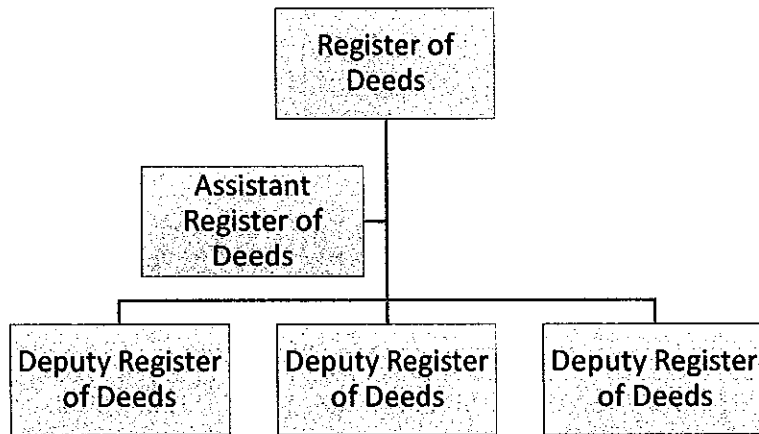 Register of
Deeds
Assistant
Register of
Deeds
Deputy Register
of Deeds
Deputy Register
of Deeds
Deputy Register
of Deeds